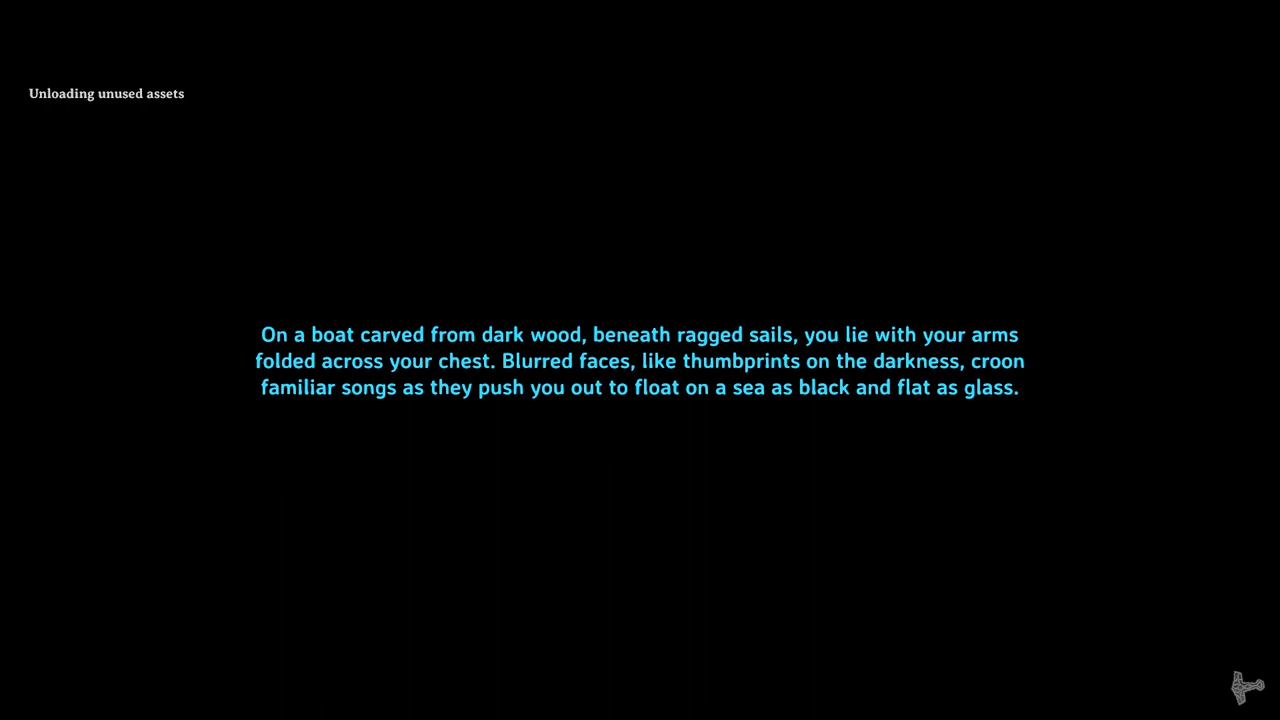 Unloading unused assets
On a boat carved from dark wood, beneath ragged sails, you lie with your arms
folded across your chest. Blurred faces, like thumbprints on the darkness, croon
familiar songs as they push you out to float on a sea as black and flat as glass.